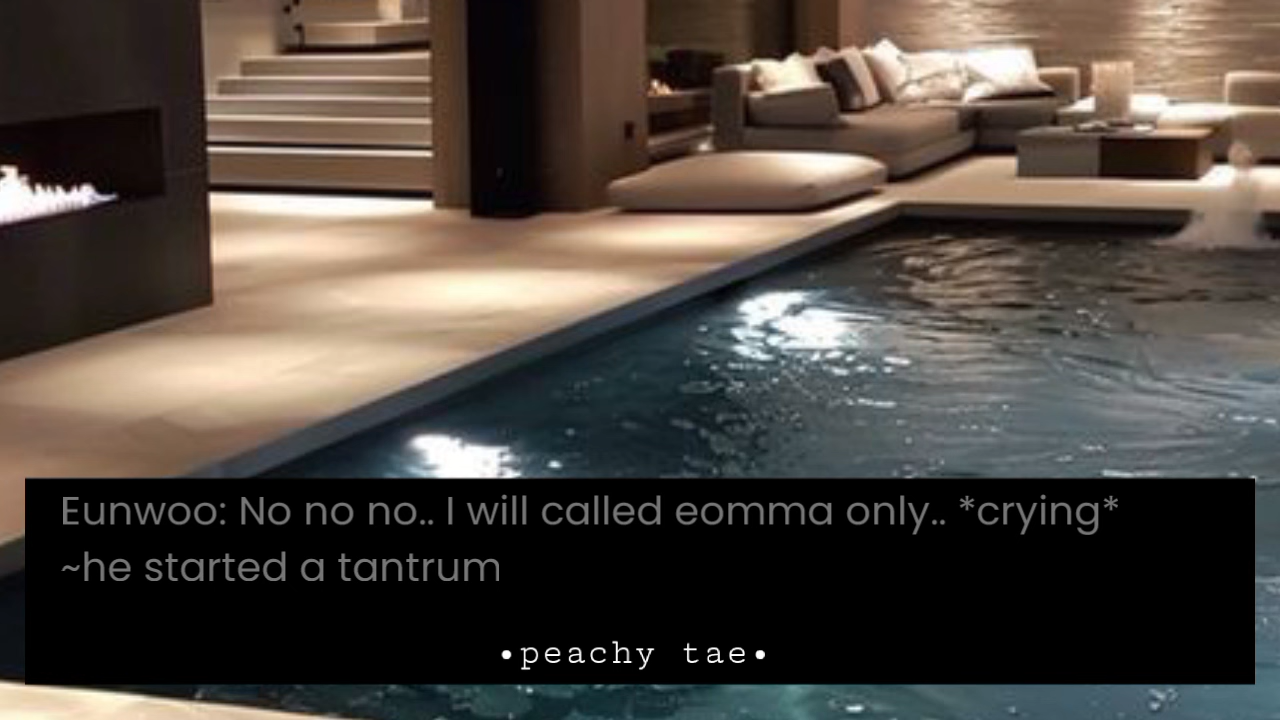 Eunwoo: No no no.. I will called eomma only.. *crying*
~he started a tantrum
•peachy tae•